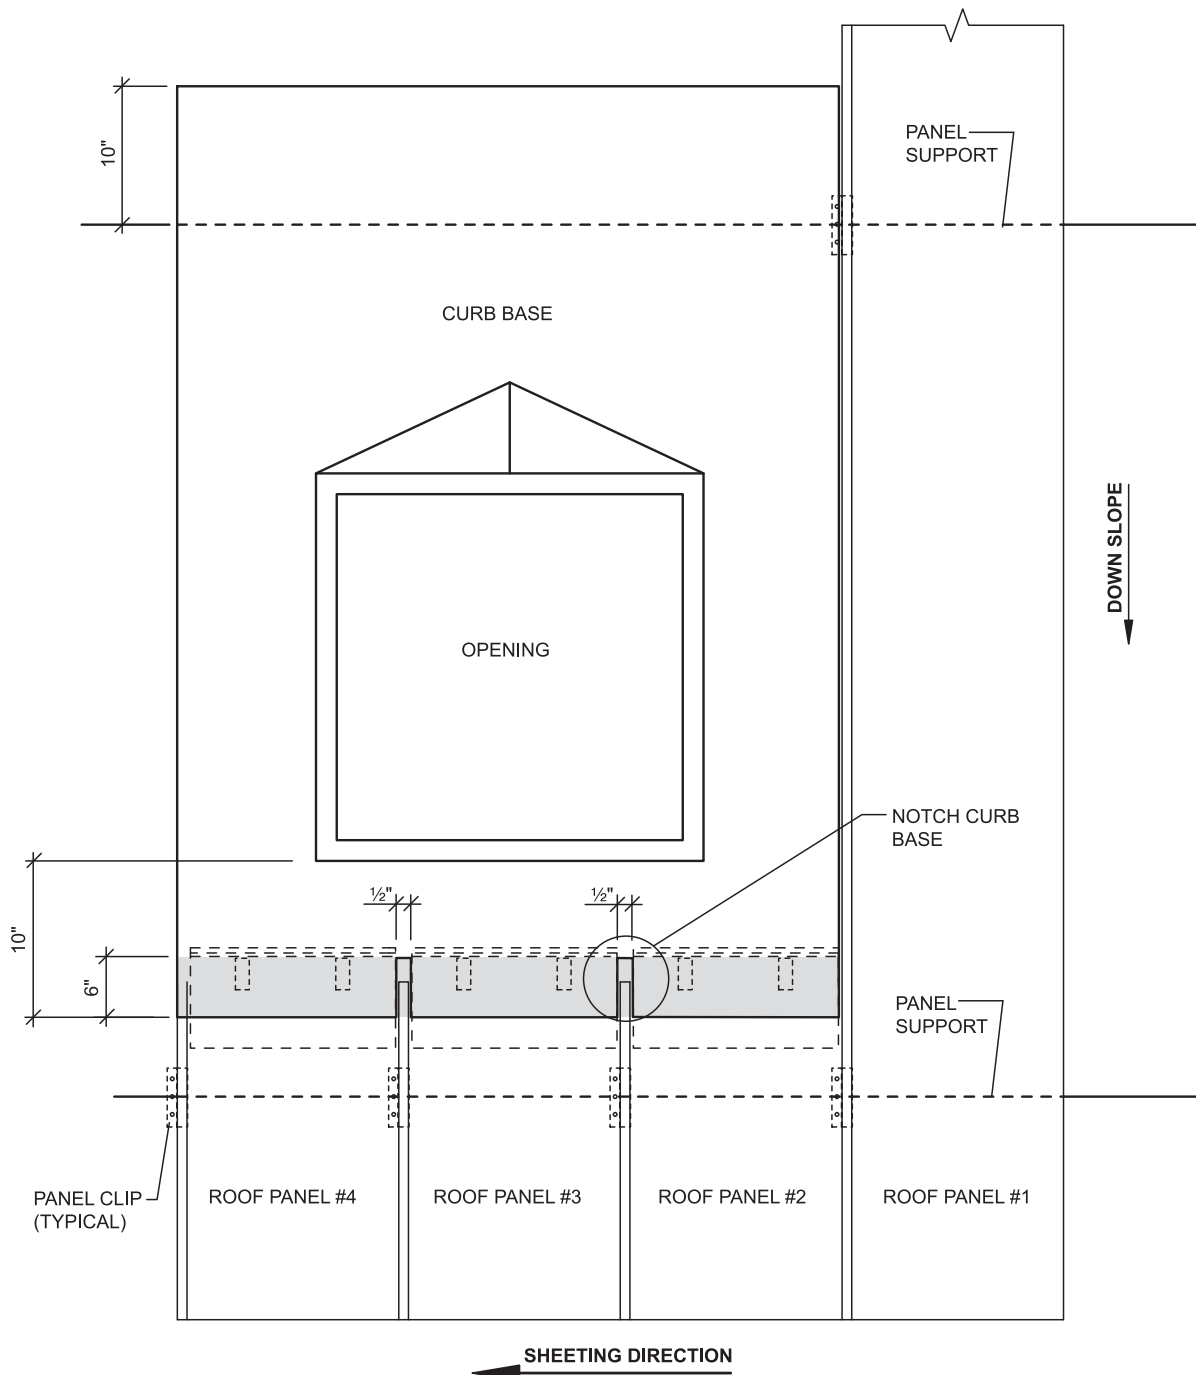 10"
PANEL
SUPPORT
CURB BASE
DOWN SLOPE
OPENING
NOTCH CURB
BASE
½"
½"
10"
6"
PANEL
SUPPORT
PANEL CLIP
(TYPICAL)
ROOF PANEL #4
ROOF PANEL #3
ROOF PANEL #2
ROOF PANEL #1
SHEETING DIRECTION